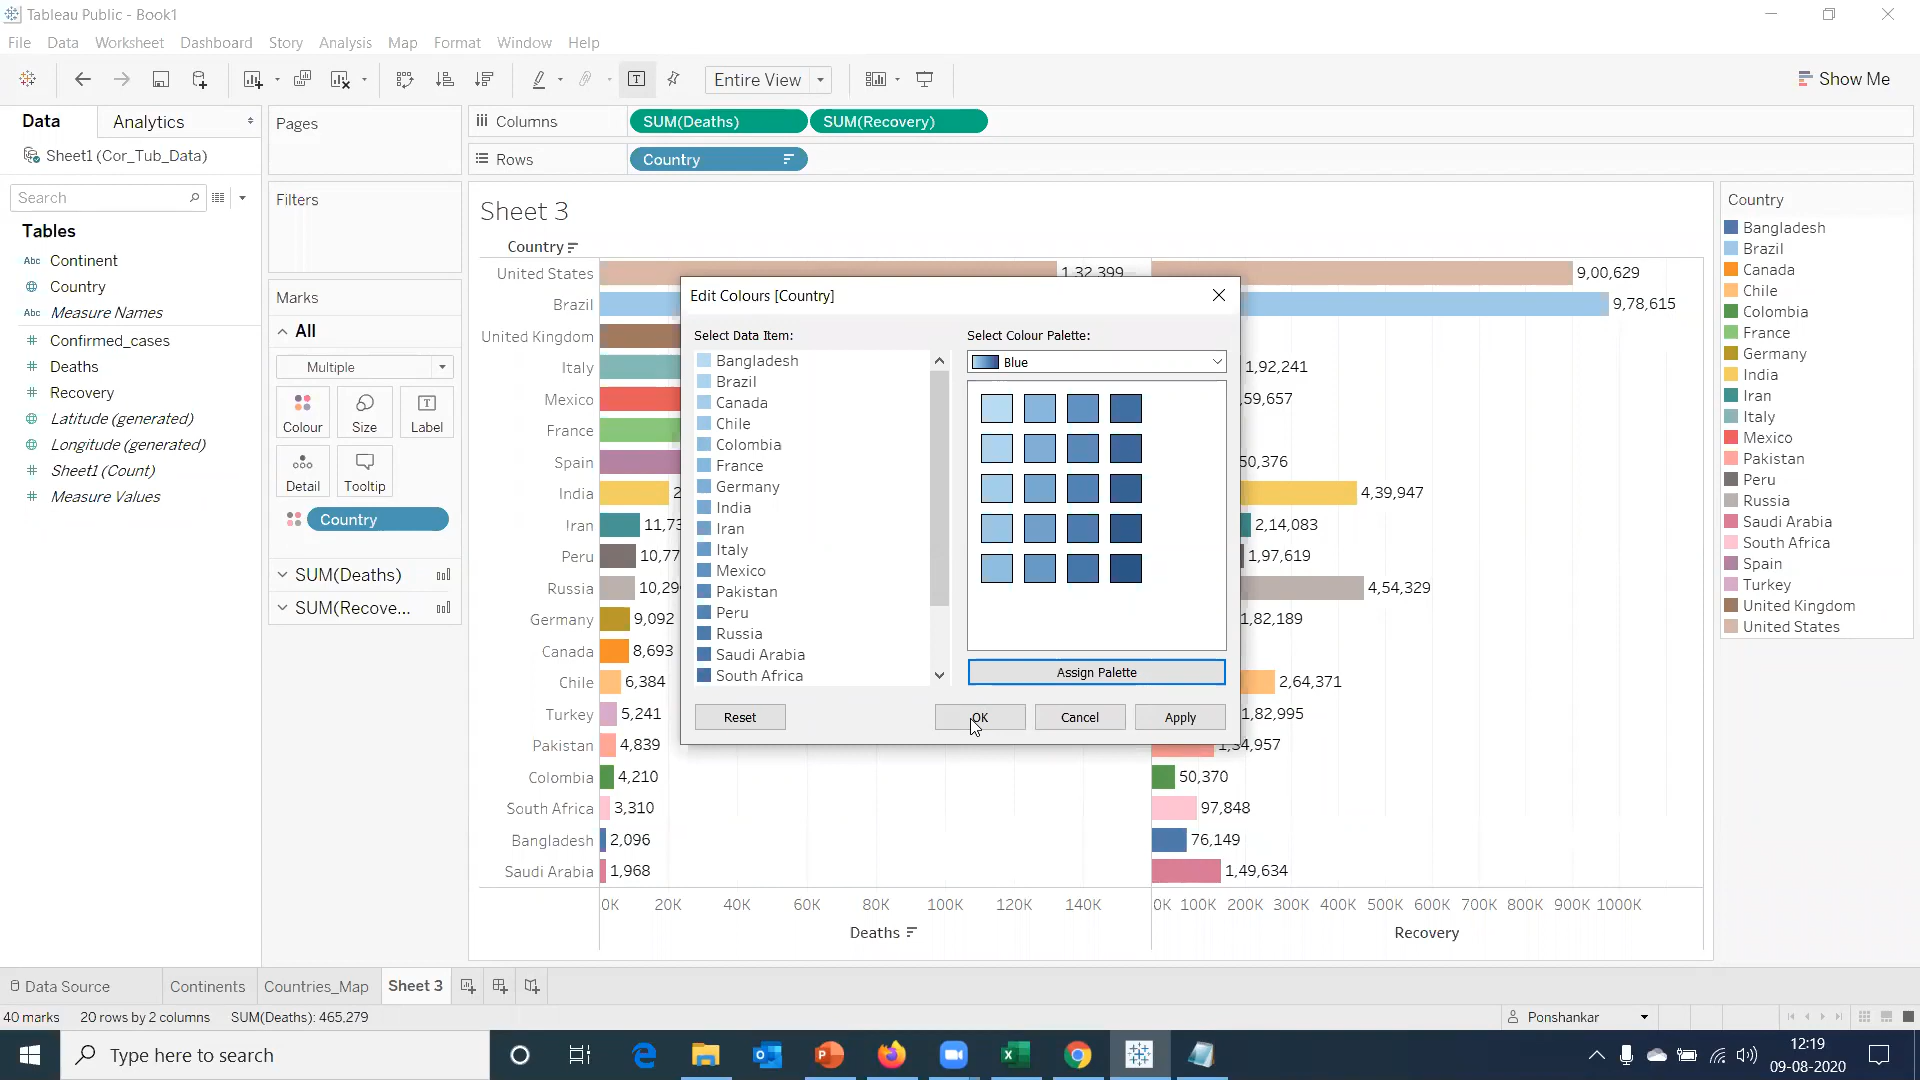 Tableau Public - Book1
File Data Worksheet Dashboard Story Analysis Map Format Window Help
Entire View
Show Me
Data Analytics
Sheet1 (Cor_Tub_Data)
Search
Tables
Abc Continent
Country
Abc Measure Names
Confirmed_cases
Deaths
Recovery
Latitude (generated)
Longitude (generated)
Sheet1 (Count)
Measure Values
Pages
Filters
Marks
All
Multiple
Colour Size Label
Detail Tooltip
Country
SUM(Deaths)
SUM(Recove...
Columns SUM(Deaths) SUM(Recovery)
Rows Country
Sheet 3
Country
United States 1,32,399 9,00,629
Brazil 9,78,615
United Kingdom
Italy 1,92,241
Mexico 59,657
France
Spain 50,376
India 2 4,39,947
Iran 11,73 2,14,083
Peru 10,77 1,97,619
Russia 10,29 4,54,329
Germany 9,092 1,82,189
Canada 8,693
Chile 6,384 2,64,371
Turkey 5,241 1,82,995
Pakistan 4,839 1,34,957
Colombia 4,210 50,370
South Africa 3,310 97,848
Bangladesh 2,096 76,149
Saudi Arabia 1,968 1,49,634
0K 20K 40K 60K 80K 100K 120K 140K 0K 100K 200K 300K 400K 500K 600K 700K 800K 900K 1000K
Deaths Recovery
Edit Colours [Country]
Select Data Item:
Bangladesh
Brazil
Canada
Chile
Colombia
France
Germany
India
Iran
Italy
Mexico
Pakistan
Peru
Russia
Saudi Arabia
South Africa
Select Colour Palette:
Blue
Assign Palette
Reset OK Cancel Apply
Country
Bangladesh
Brazil
Canada
Chile
Colombia
France
Germany
India
Iran
Italy
Mexico
Pakistan
Peru
Russia
Saudi Arabia
South Africa
Spain
Turkey
United Kingdom
United States
Data Source Continents Countries_Map Sheet 3
40 marks 20 rows by 2 columns SUM(Deaths): 465,279
Ponshankar
Type here to search
12:19
09-08-2020